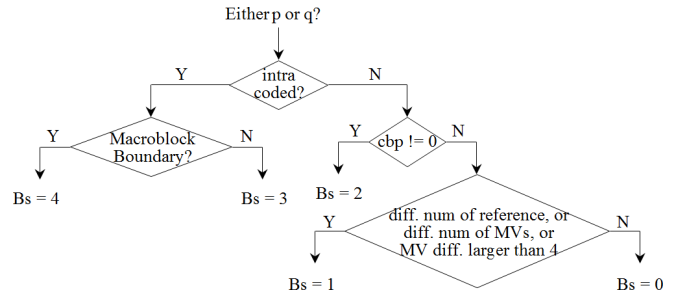 Either p or q?
intra
coded?
Y
N
Macroblock
Boundary?
Y
N
Bs = 4
Bs = 3
cbp != 0
Y
N
Bs = 2
diff. num of reference, or
diff. num of MVs, or
MV diff. larger than 4
Y
N
Bs = 1
Bs = 0